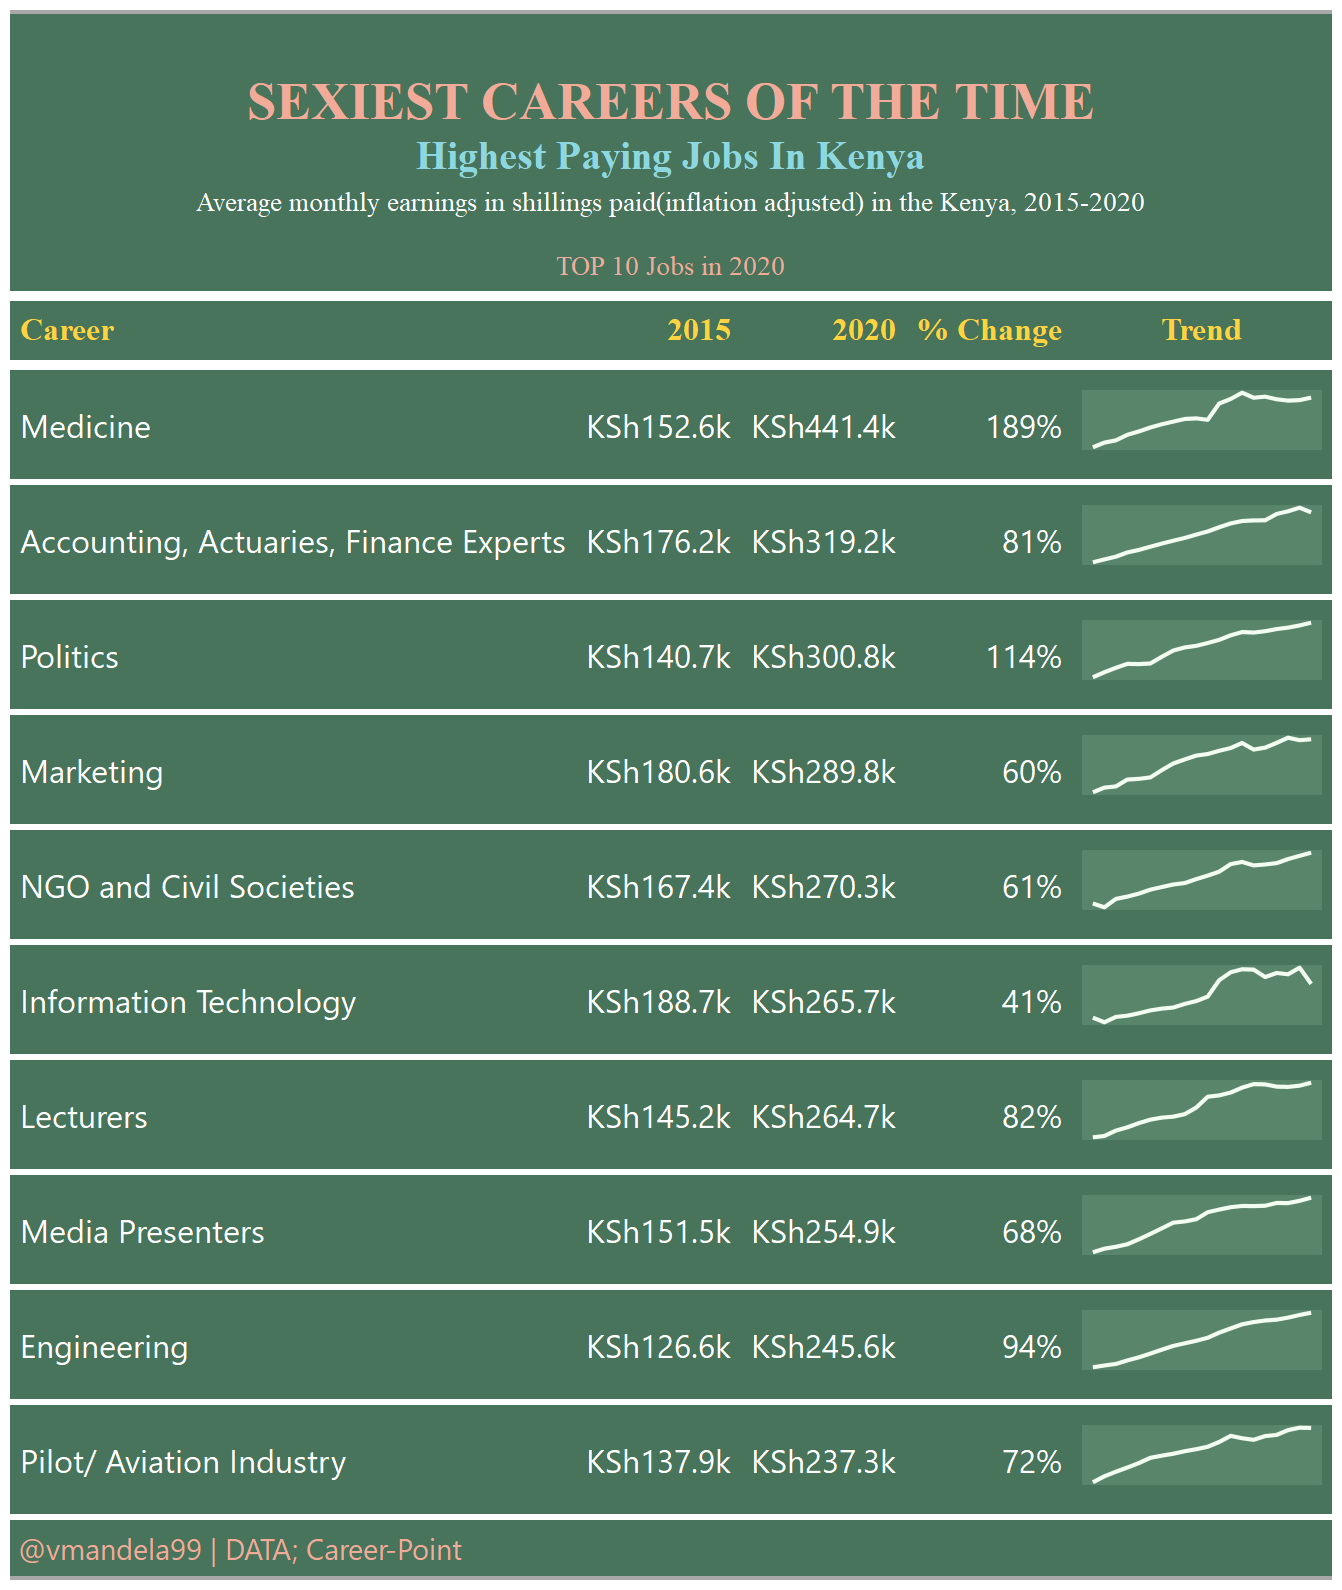 SEXIEST CAREERS OF THE TIME
Highest Paying Jobs In Kenya
Average monthly earnings in shillings paid(inflation adjusted) in the Kenya, 2015-2020
TOP 10 Jobs in 2020
Career 2015 2020 % Change Trend
Medicine KSh152.6k KSh441.4k 189%
Accounting, Actuaries, Finance Experts KSh176.2k KSh319.2k 81%
Politics KSh140.7k KSh300.8k 114%
Marketing KSh180.6k KSh289.8k 60%
NGO and Civil Societies KSh167.4k KSh270.3k 61%
Information Technology KSh188.7k KSh265.7k 41%
Lecturers KSh145.2k KSh264.7k 82%
Media Presenters KSh151.5k KSh254.9k 68%
Engineering KSh126.6k KSh245.6k 94%
Pilot/ Aviation Industry KSh137.9k KSh237.3k 72%
@vmandela99 | DATA; Career-Point